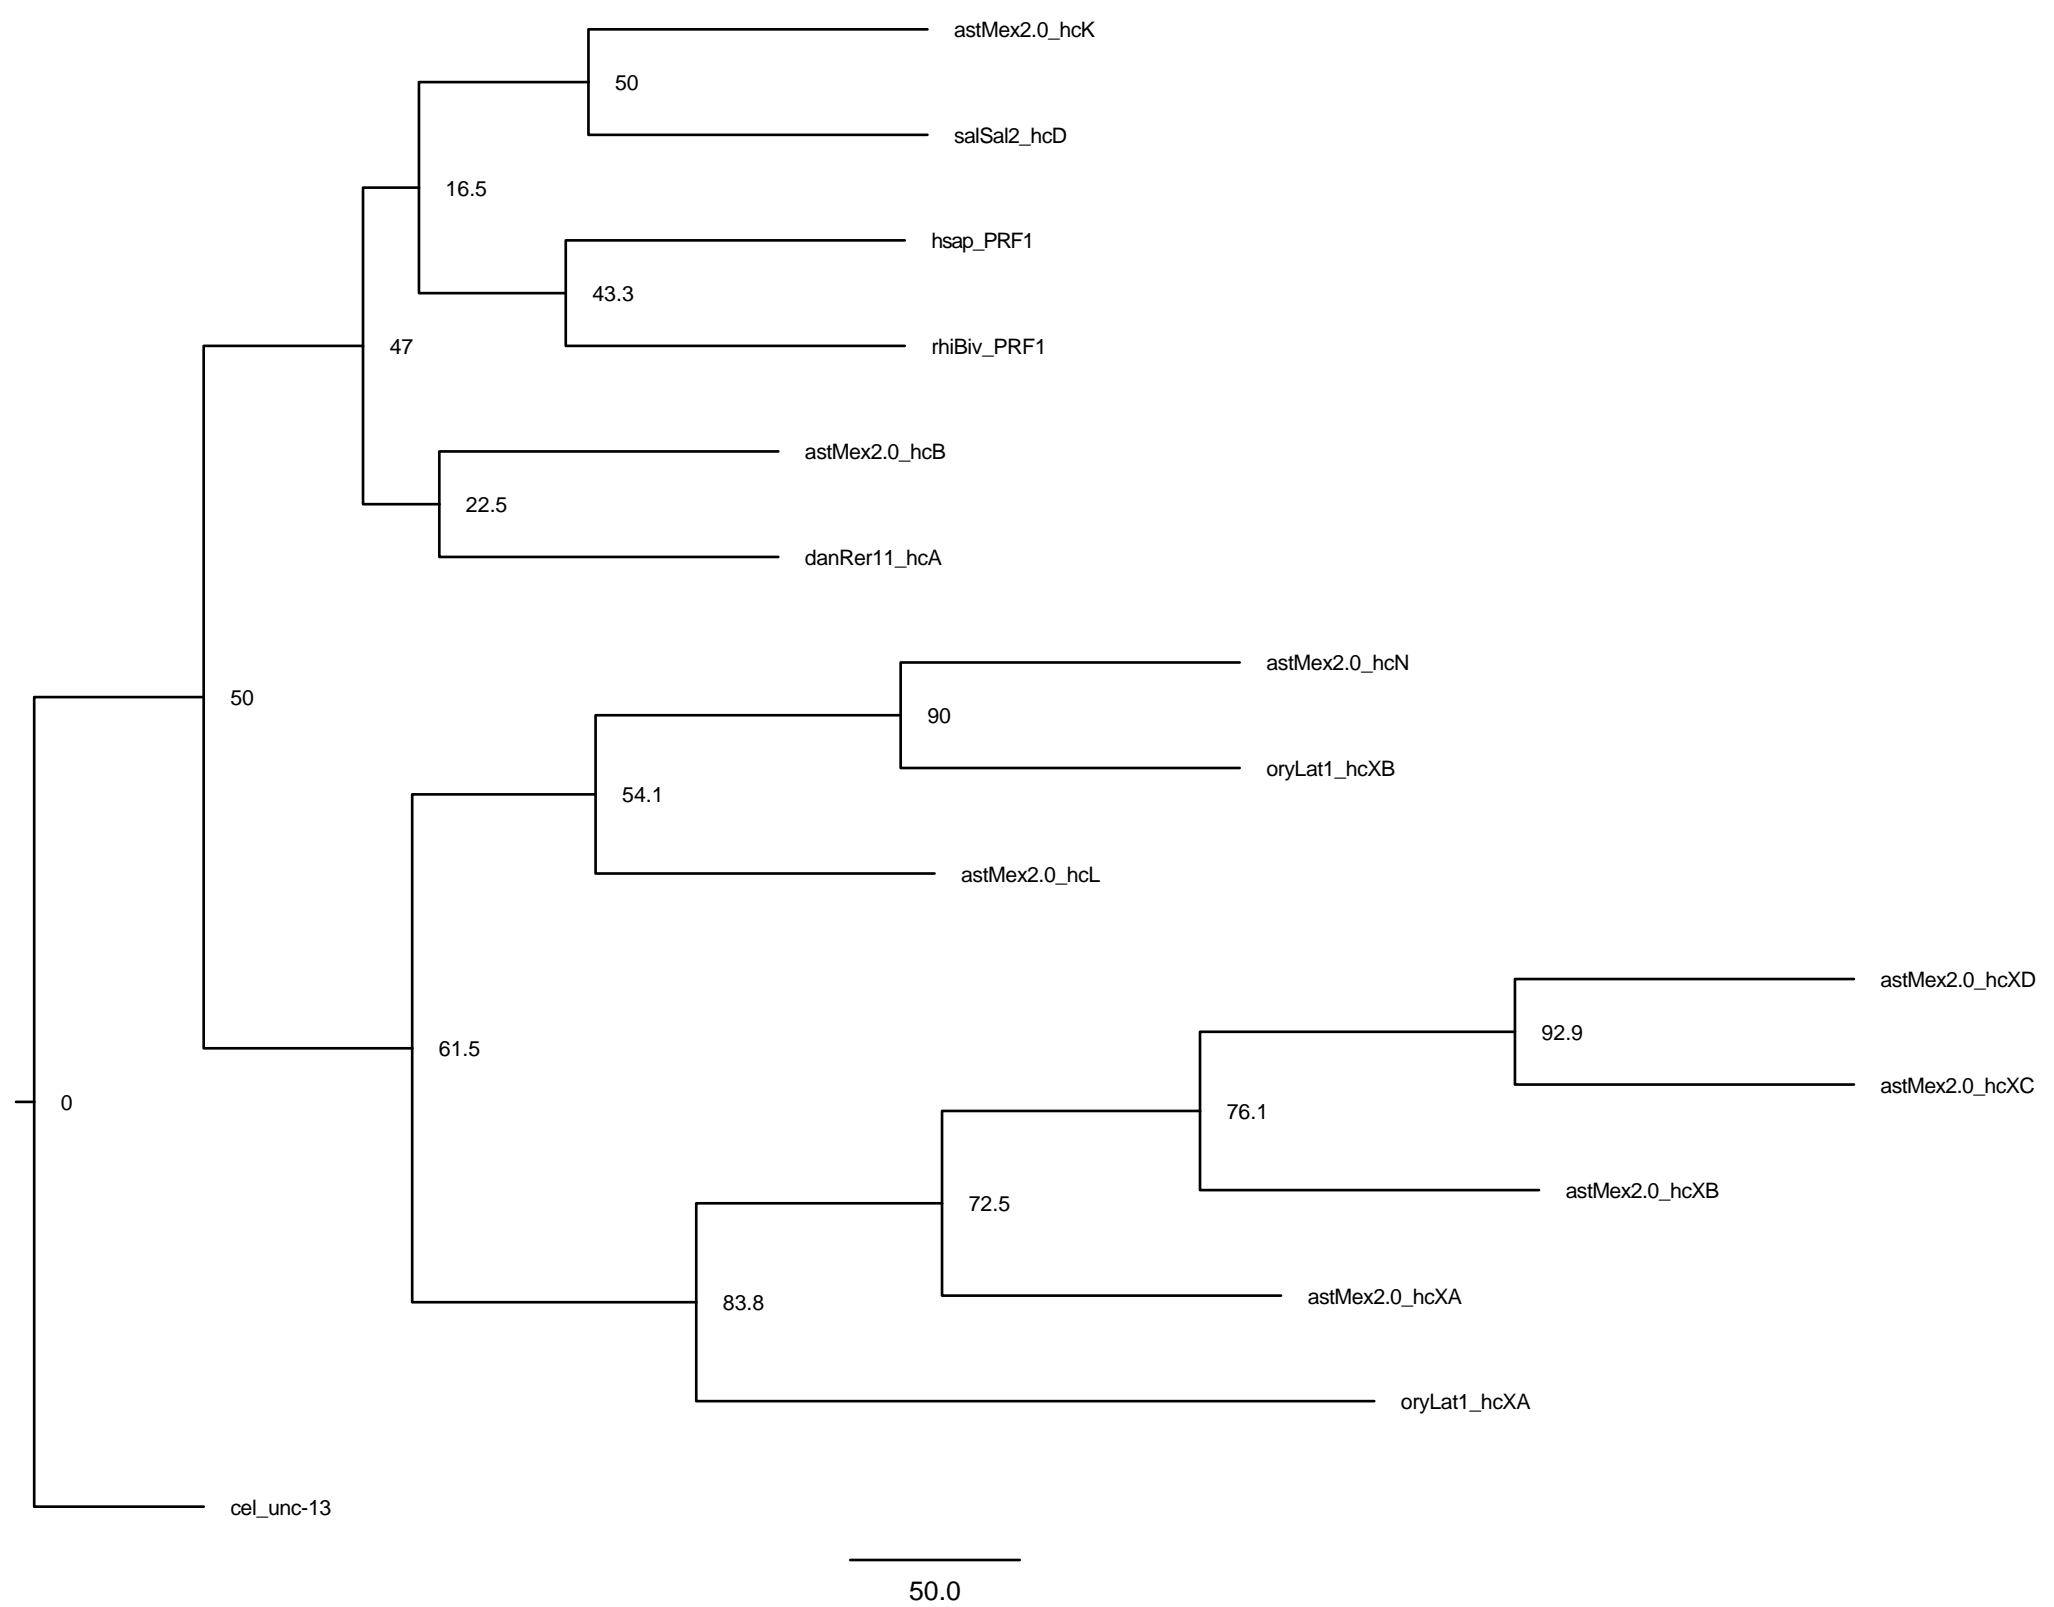 astMex2.0_hcK
50
salSal2_hcD
16.5
hsap_PRF1
43.3
rhiBiv_PRF1
47
astMex2.0_hcB
22.5
danRer11_hcA
astMex2.0_hcN
50
90
oryLat1_hcXB
54.1
astMex2.0_hcL
astMex2.0_hcXD
92.9
61.5
astMex2.0_hcXC
0
76.1
astMex2.0_hcXB
72.5
astMex2.0_hcXA
83.8
oryLat1_hcXA
cel_unc-13
50.0